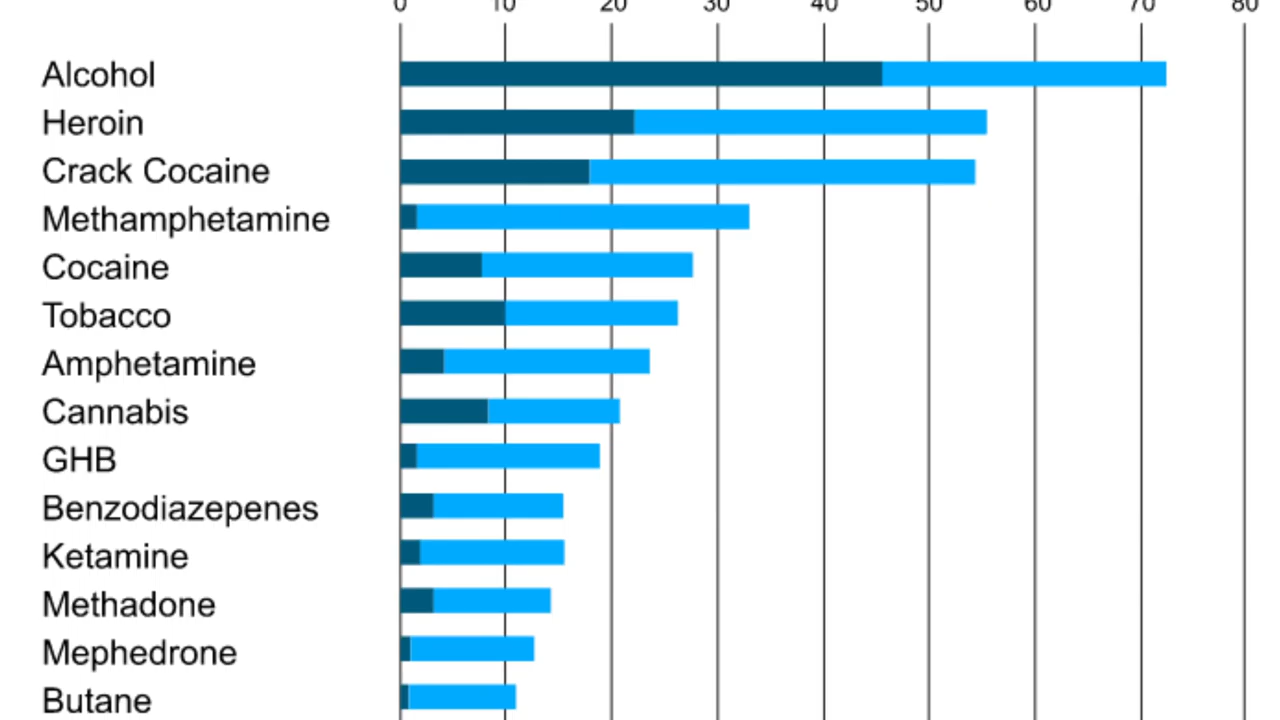 0 10 20 30 40 50 60 70 80
Alcohol
Heroin
Crack Cocaine
Methamphetamine
Cocaine
Tobacco
Amphetamine
Cannabis
GHB
Benzodiazepenes
Ketamine
Methadone
Mephedrone
Butane